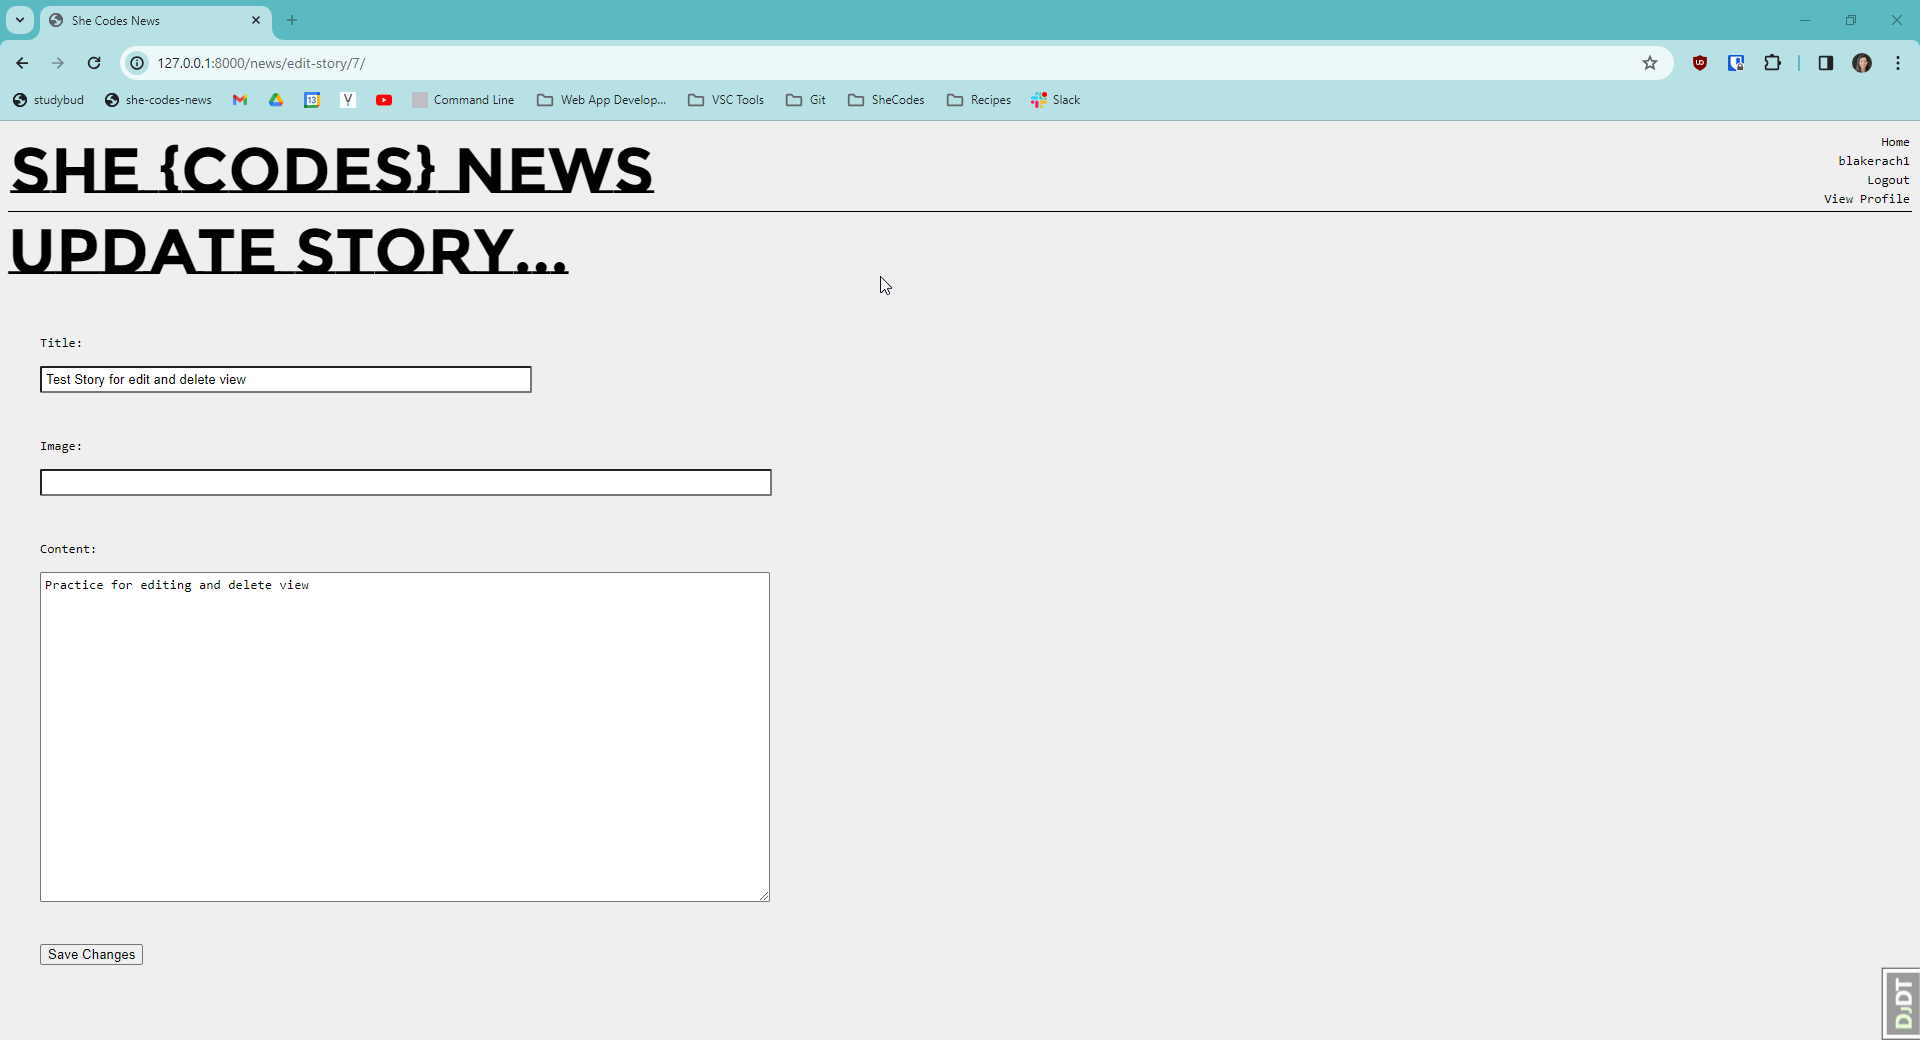 She Codes News
127.0.0.1:8000/news/edit-story/7/
studybud she-codes-news 13 Y Command Line Web App Develop... VSC Tools Git SheCodes Recipes Slack
SHE {CODES} NEWS
Home
blakerach1
Logout
View Profile
UPDATE STORY...
Title:
Test Story for edit and delete view
Image:
Content:
Practice for editing and delete view
Save Changes
DJDT